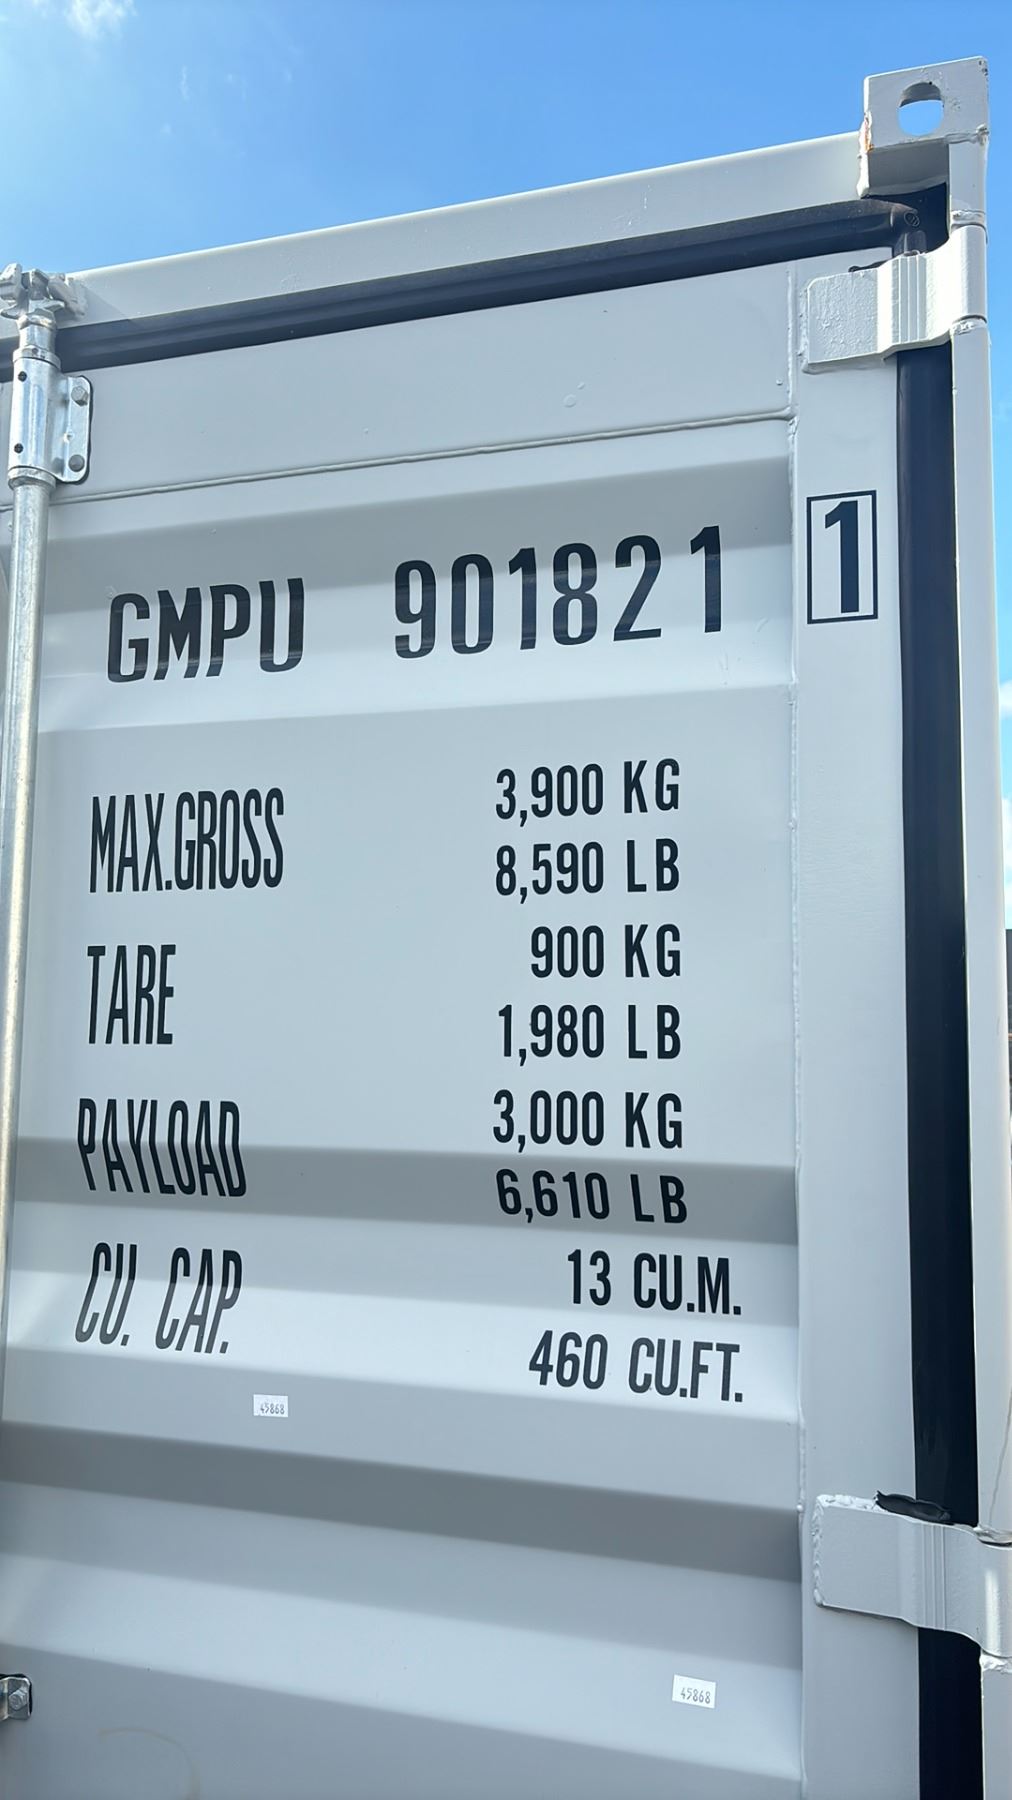 GMPU 901821 1
MAX.GROSS 3,900 KG
8,590 LB
TARE 900 KG
1,980 LB
PAYLOAD 3,000 KG
6,610 LB
CU. CAP. 13 CU.M.
460 CU.FT.
45868
45868